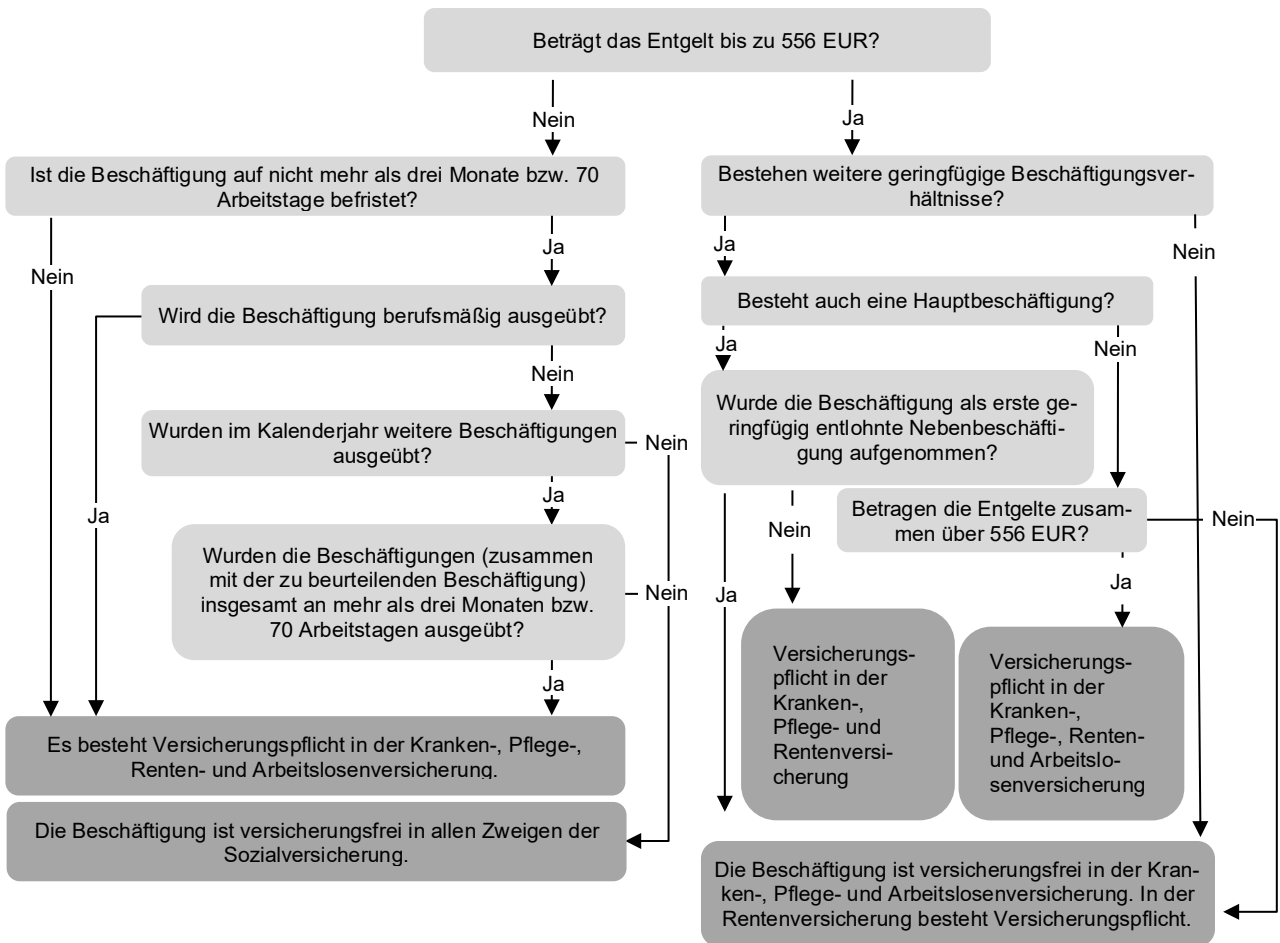 Beträgt das Entgelt bis zu 556 EUR?
Nein
Ja
Ist die Beschäftigung auf nicht mehr als drei Monate bzw. 70
Arbeitstage befristet?
Bestehen weitere geringfügige Beschäftigungsver-
hältnisse?
Nein
Ja
Ja
Nein
Wird die Beschäftigung berufsmäßig ausgeübt?
Besteht auch eine Hauptbeschäftigung?
Ja
Nein
Ja
Nein
Wurden im Kalenderjahr weitere Beschäftigungen
ausgeübt?
Nein
Ja
Wurde die Beschäftigung als erste ge-
ringfügig entlohnte Nebenbeschäfti-
gung aufgenommen?
Ja
Nein
Betragen die Entgelte zusam-
men über 556 EUR?
Nein
Ja
Wurden die Beschäftigungen (zusammen
mit der zu beurteilenden Beschäftigung)
insgesamt an mehr als drei Monaten bzw.
70 Arbeitstagen ausgeübt?
Nein
Ja
Versicherungs-
pflicht in der
Kranken-,
Pflege- und
Rentenversi-
cherung
Versicherungs-
pflicht in der
Kranken-,
Pflege-, Renten-
und Arbeitslo-
senversicherung
Es besteht Versicherungspflicht in der Kranken-, Pflege-,
Renten- und Arbeitslosenversicherung.
Die Beschäftigung ist versicherungsfrei in allen Zweigen der
Sozialversicherung.
Die Beschäftigung ist versicherungsfrei in der Kran-
ken-, Pflege- und Arbeitslosenversicherung. In der
Rentenversicherung besteht Versicherungspflicht.